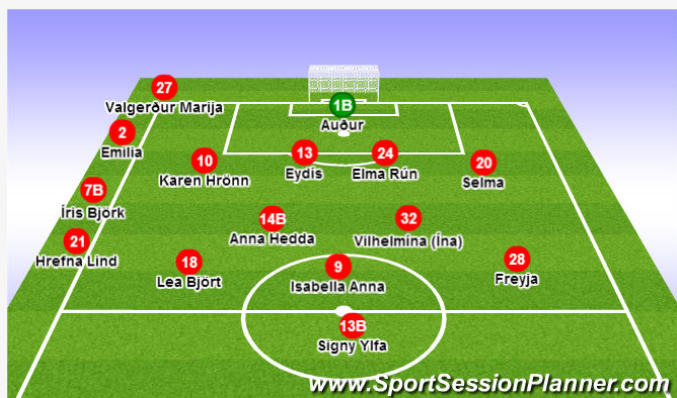 27
Valgerður Marija
1B
Auður
2
Emilía
10
Karen Hrönn
13
Eydís
24
Elma Rún
20
Selma
7B
Íris Björk
14B
Anna Hedda
32
Vilhelmína (Ína)
21
Hrefna Lind
18
Lea Björt
9
Isabella Anna
28
Freyja
13B
Signy Ylfa
www.SportSessionPlanner.com